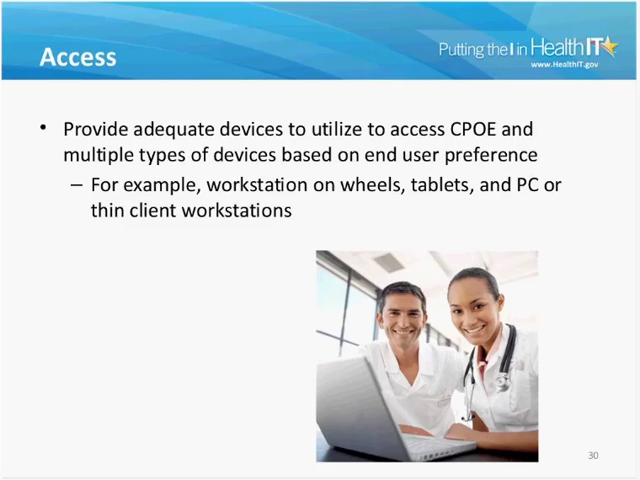 Access
Putting the I in HealthIT
www.HealthIT.gov
• Provide adequate devices to utilize to access CPOE and
multiple types of devices based on end user preference
– For example, workstation on wheels, tablets, and PC or
thin client workstations
30